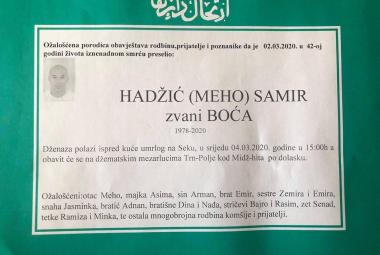 Ožalošćena porodica obavještava rodbinu,prijatelje i poznanike da je 02.03.2020. u 42-oj
godini života iznenadnom smrću preselio:
HADŽIĆ (MEHO) SAMIR
zvani BOĆA
1978-2020
Dženaza polazi ispred kuće umrlog na Seku, u srijedu 04.03.2020. godine u 15:00h a
obavit će se na džematskim mezarlucima Trn-Polje kod Midž-hita po dolasku.
Ožalošćeni:otac Meho, majka Asima, sin Arman, brat Emir, sestre Zemira i Emira,
snaha Jasminka, bratić Adnan, bratišne Dina i Nađa, stričevi Bajro i Rasim, zet Senad,
tetke Ramiza i Minka, te ostala mnogobrojna rodbina komšije i prijatelji.